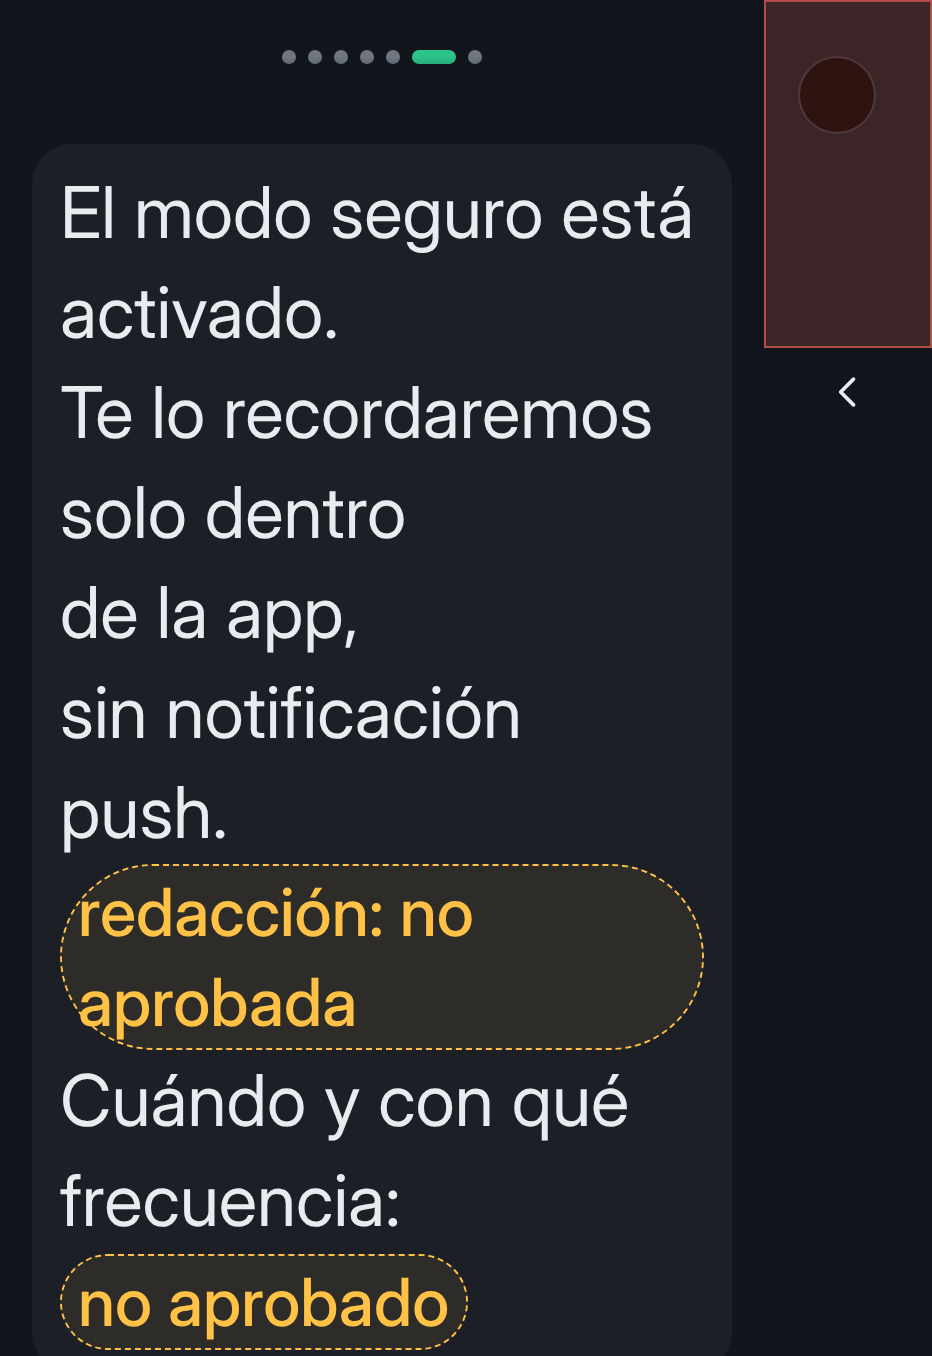 El modo seguro está
activado.
Te lo recordaremos
solo dentro
de la app,
sin notificación
push.
redacción: no
aprobada
Cuándo y con qué
frecuencia:
no aprobado